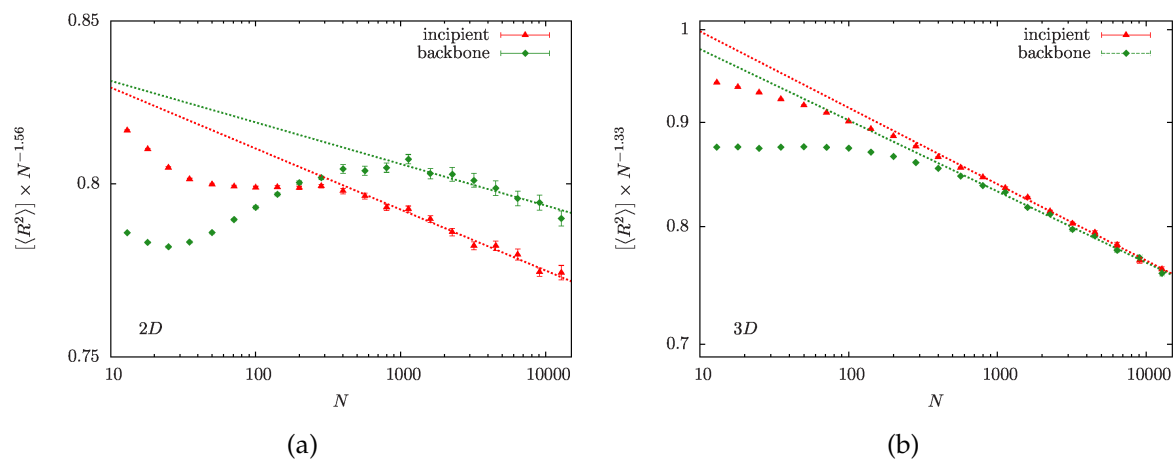 0.85
0.8
0.75
10
100
1000
10000
[⟨R²⟩] × N^−1.56
N
incipient
backbone
2D
(a)
1
0.9
0.8
0.7
10
100
1000
10000
[⟨R²⟩] × N^−1.33
N
incipient
backbone
3D
(b)